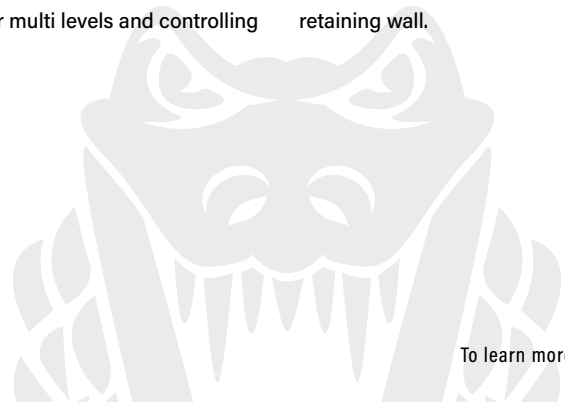 multi levels and controlling
retaining wall.
To learn more